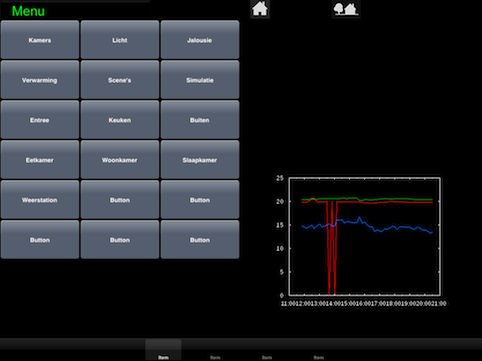 Menu
Kamers Licht Jalousie
Verwarming Scene's Simulatie
Entree Keuken Buiten
Eetkamer Woonkamer Slaapkamer
Weerstation Button Button
Button Button Button
25
20
15
10
5
0
11:00 12:00 13:00 14:00 15:00 16:00 17:00 18:00 19:00 20:00 21:00
Item Item Item Item